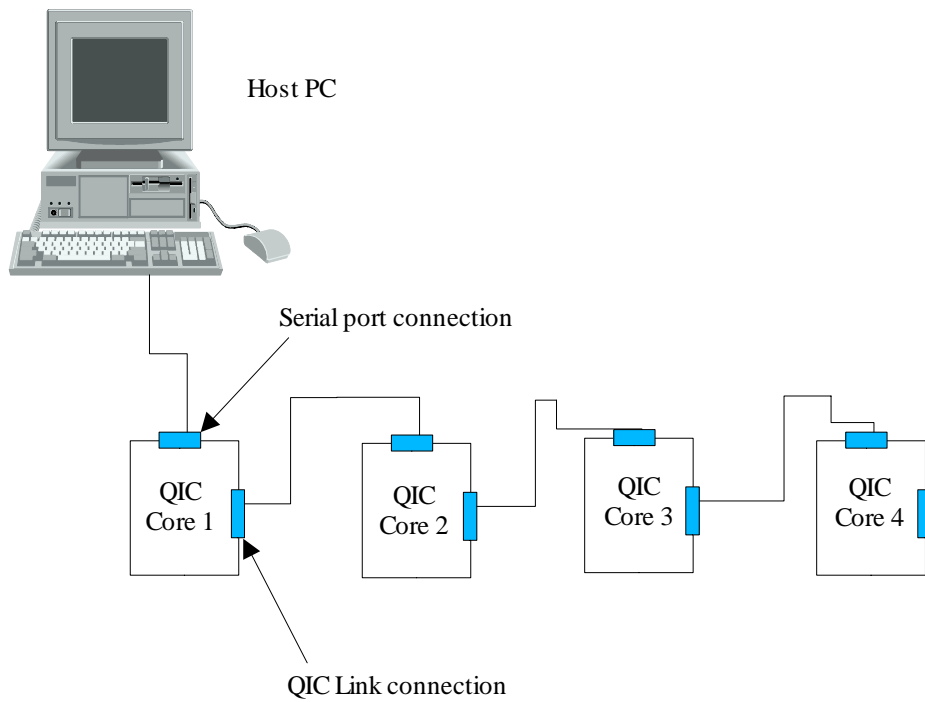 Host PC
Serial port connection
QIC
Core 1
QIC
Core 2
QIC
Core 3
QIC
Core 4
QIC Link connection